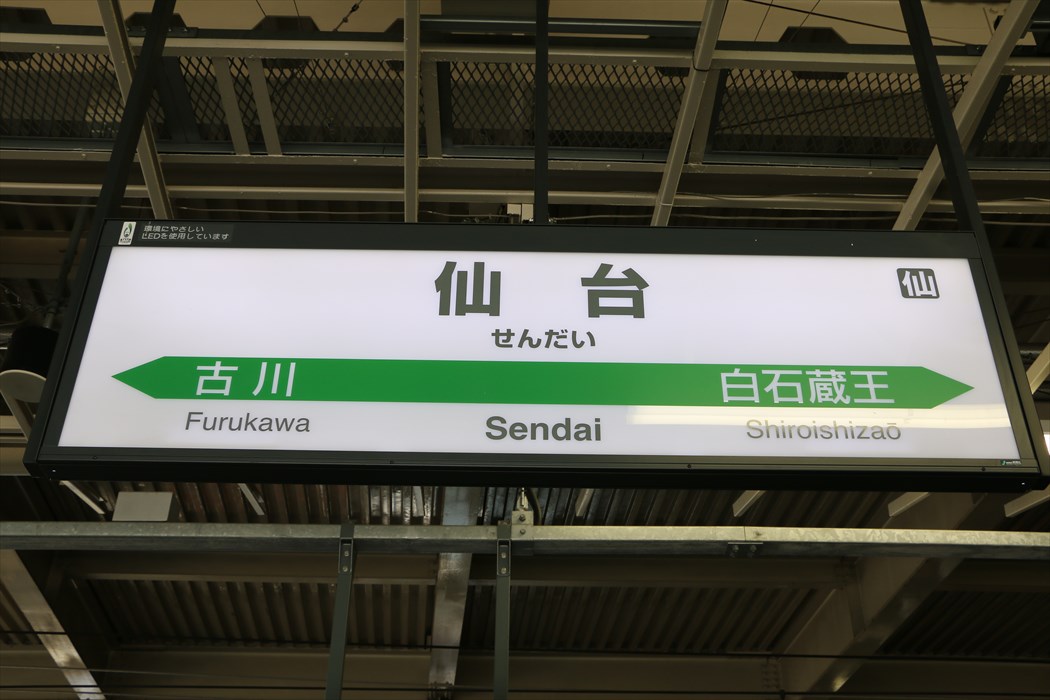 環境にやさしい
LEDを使用しています
仙台
仙
せんだい
古川
白石蔵王
Furukawa
Sendai
Shiroishizaō